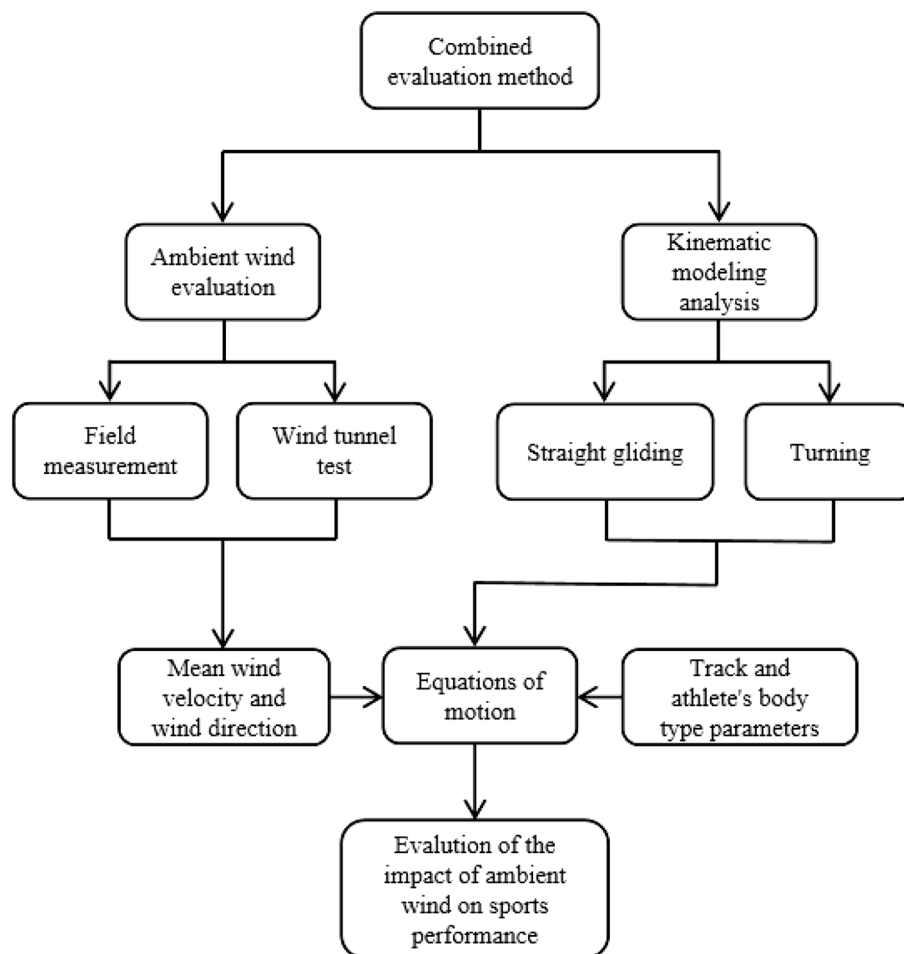 Combined
evaluation method
Ambient wind
evaluation
Kinematic
modeling
analysis
Field
measurement
Wind tunnel
test
Straight gliding
Turning
Mean wind
velocity and
wind direction
Equations of
motion
Track and
athlete's body
type parameters
Evalution of the
impact of ambient
wind on sports
performance